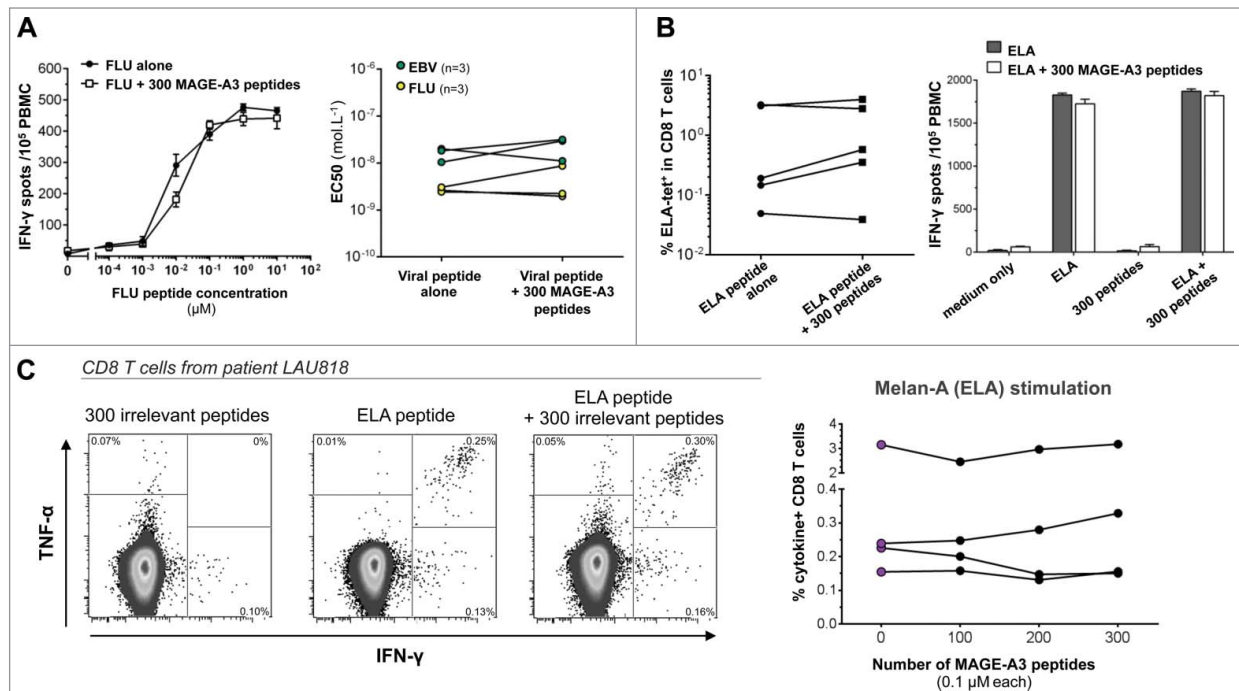 A
FLU alone
FLU + 300 MAGE-A3 peptides
IFN-γ spots /10⁵ PBMC
600
500
400
300
200
100
0
10⁻⁴
10⁻³
10⁻²
10⁻¹
10⁰
10¹
10²
FLU peptide concentration
(µM)
EBV (n=3)
FLU (n=3)
EC50 (mol.L⁻¹)
10⁻⁶
10⁻⁷
10⁻⁸
10⁻⁹
10⁻¹⁰
Viral peptide
alone
Viral peptide
+ 300 MAGE-A3
peptides
B
% ELA-tet⁺ in CD8 T cells
10¹
10⁰
10⁻¹
10⁻²
ELA peptide
alone
ELA peptide
+ 300 peptides
ELA
ELA + 300 MAGE-A3 peptides
IFN-γ spots /10⁵ PBMC
2000
1500
1000
500
0
medium only
ELA
300 peptides
ELA +
300 peptides
C
CD8 T cells from patient LAU818
300 irrelevant peptides
ELA peptide
ELA peptide
+ 300 irrelevant peptides
0.07%
0%
0.10%
0.01%
0.25%
0.13%
0.05%
0.30%
0.16%
TNF-α
IFN-γ
Melan-A (ELA) stimulation
% cytokine+ CD8 T cells
4
3
2
0.4
0.3
0.2
0.1
0.0
0
100
200
300
Number of MAGE-A3 peptides
(0.1 µM each)